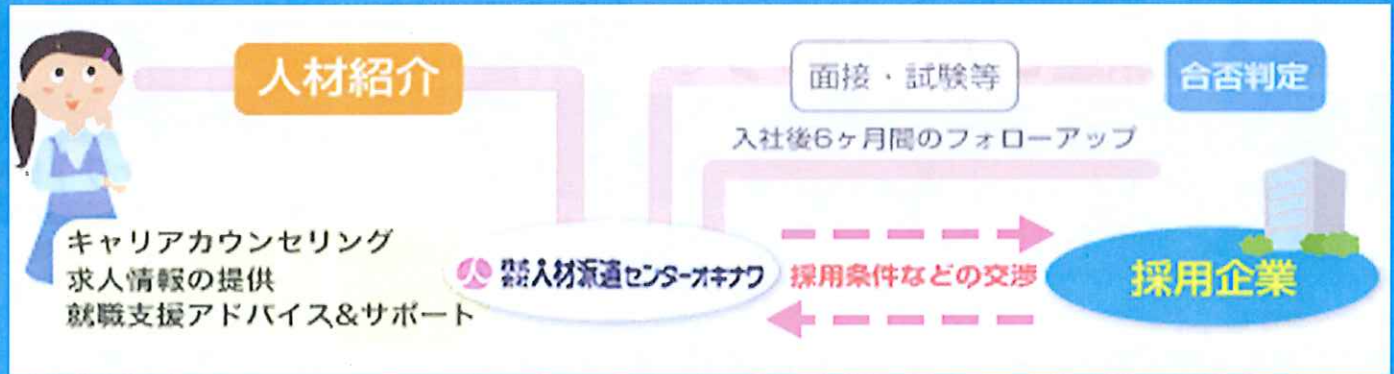 人材紹介
面接・試験等
合否判定
入社後6ヶ月間のフォローアップ
キャリアカウンセリング
求人情報の提供
就職支援アドバイス&サポート
株式会社人材派遣センターオキナワ
採用条件などの交渉
採用企業